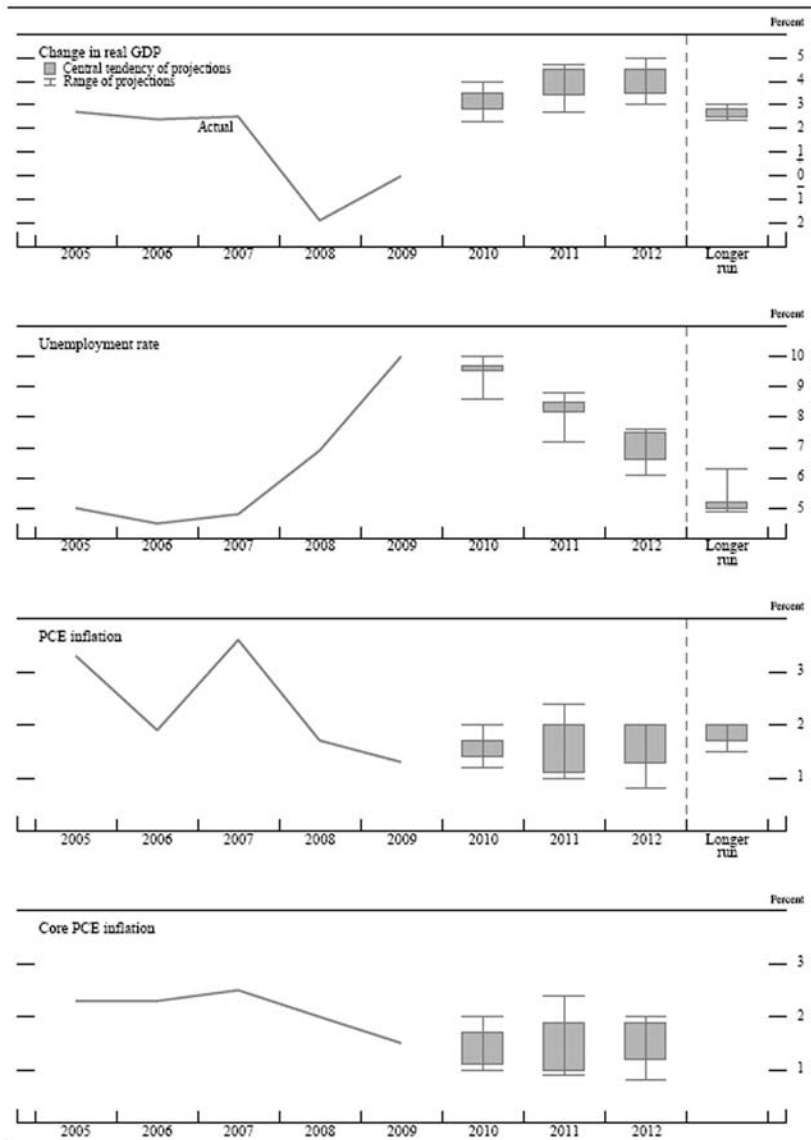 Percent
Change in real GDP
Central tendency of projections
Range of projections
Actual
5
4
3
2
1
0
1
2
2005 2006 2007 2008 2009 2010 2011 2012 Longer
run
Percent
Unemployment rate
10
9
8
7
6
5
2005 2006 2007 2008 2009 2010 2011 2012 Longer
run
Percent
PCE inflation
3
2
1
2005 2006 2007 2008 2009 2010 2011 2012 Longer
run
Percent
Core PCE inflation
3
2
1
2005 2006 2007 2008 2009 2010 2011 2012